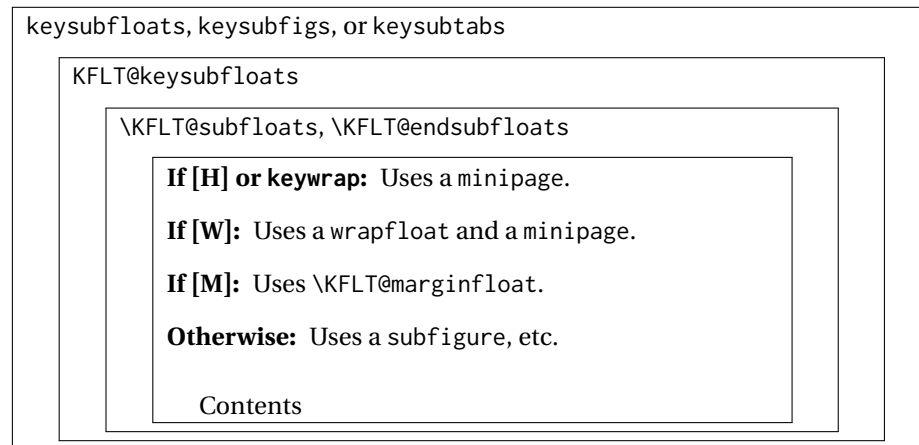 keysubfloats, keysubfigs, or keysubtabs
KFLT@keysubfloats
\KFLT@subfloats, \KFLT@endsubfloats
If [H] or keywrap: Uses a minipage.
If [W]: Uses a wrapfloat and a minipage.
If [M]: Uses \KFLT@marginfloat.
Otherwise: Uses a subfigure, etc.
Contents